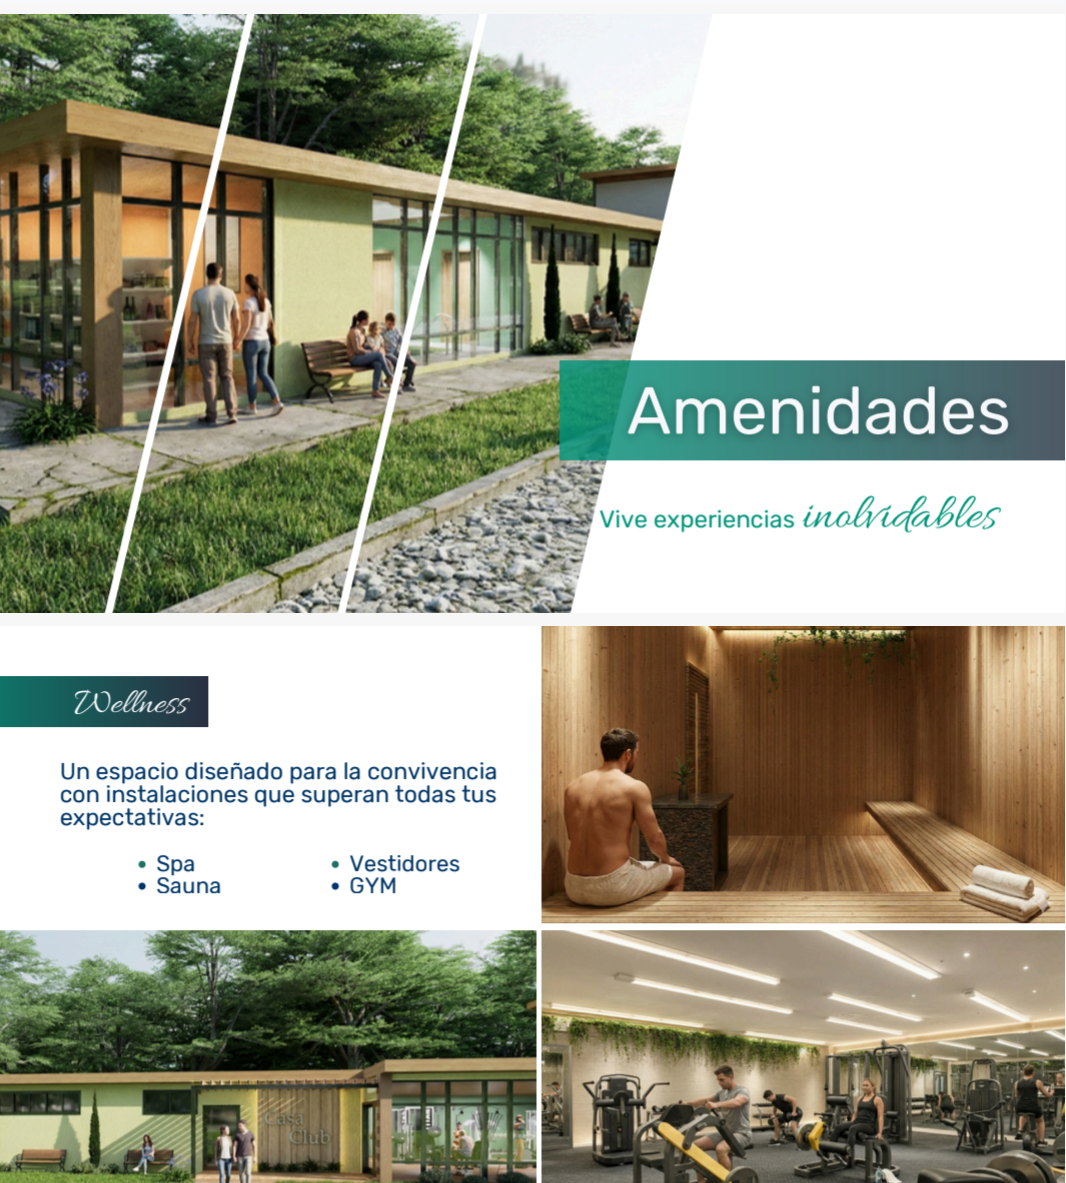 Amenidades
Vive experiencias inolvidables
Wellness
Un espacio diseñado para la convivencia
con instalaciones que superan todas tus
expectativas:
• Spa
• Sauna
• Vestidores
• GYM
Casa
Club